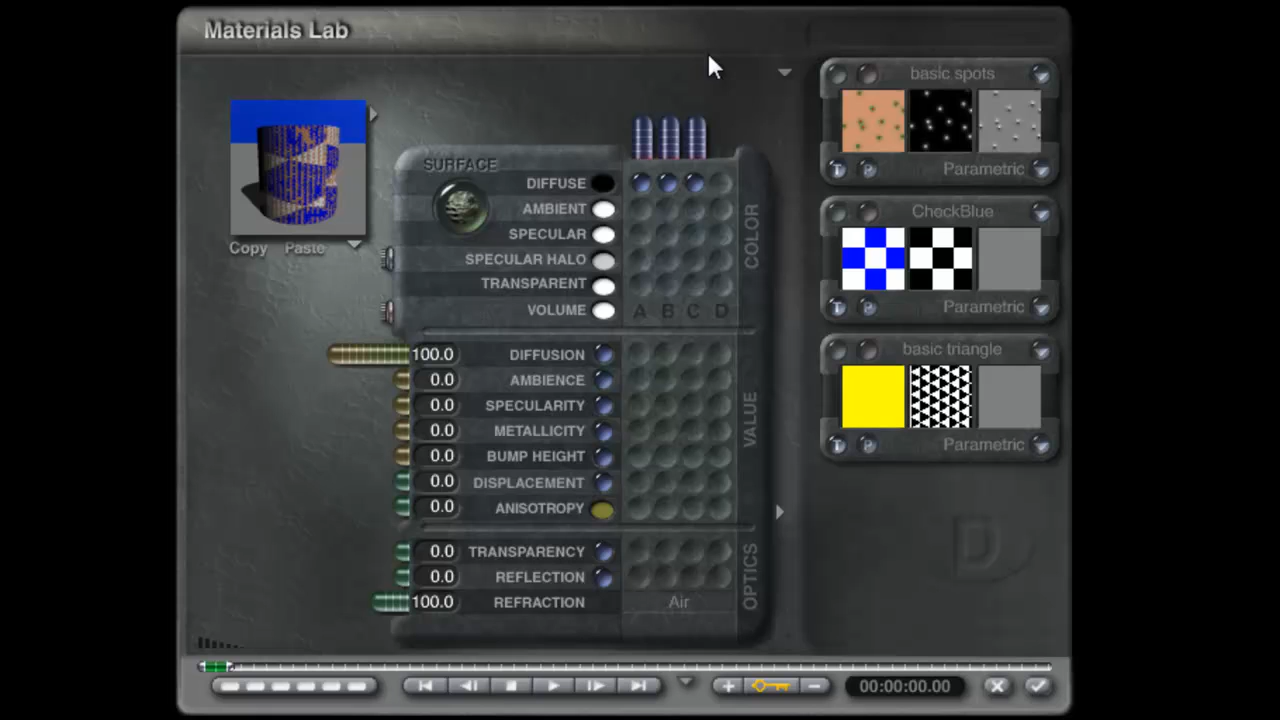 Materials Lab
Copy Paste
SURFACE
DIFFUSE
AMBIENT
SPECULAR
SPECULAR HALO
TRANSPARENT
VOLUME
A B C D
COLOR
100.0 DIFFUSION
0.0 AMBIENCE
0.0 SPECULARITY
0.0 METALLICITY
0.0 BUMP HEIGHT
0.0 DISPLACEMENT
0.0 ANISOTROPY
VALUE
0.0 TRANSPARENCY
0.0 REFLECTION
100.0 REFRACTION
Air
OPTICS
basic spots
T P Parametric
CheckBlue
T P Parametric
basic triangle
T P Parametric
D
00:00:00.00